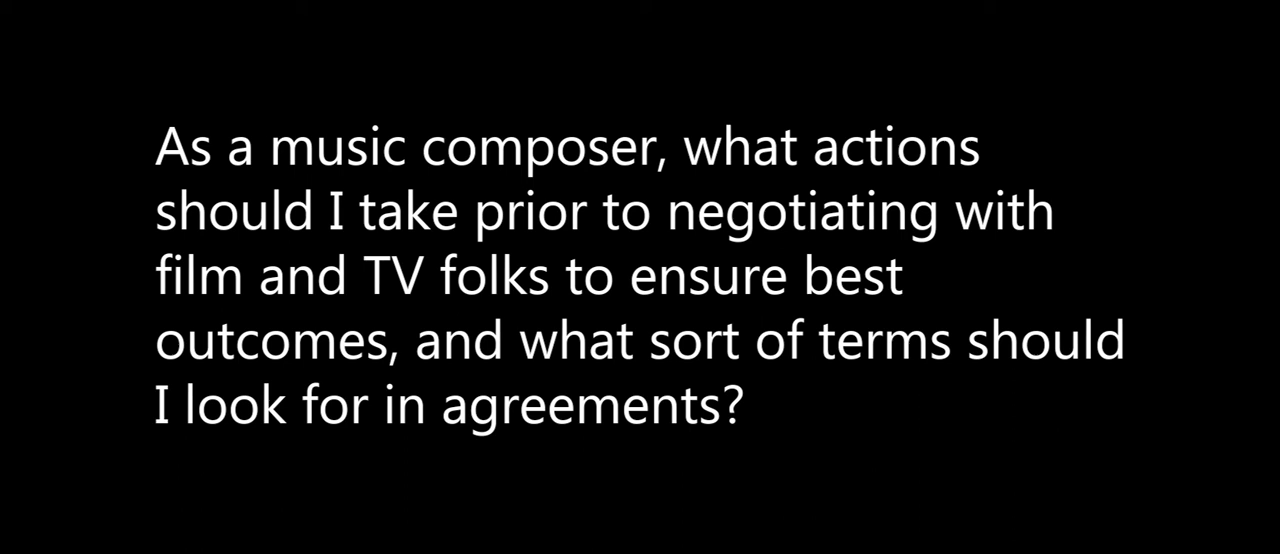 As a music composer, what actions
should I take prior to negotiating with
film and TV folks to ensure best
outcomes, and what sort of terms should
I look for in agreements?